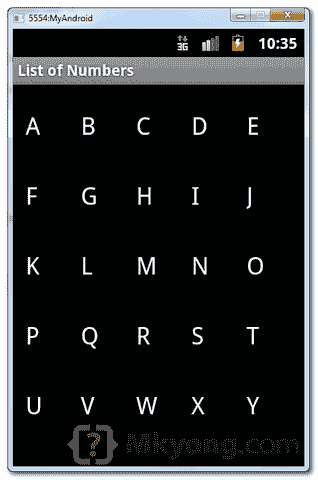 5554:MyAndroid
3G 10:35
List of Numbers
A B C D E
F G H I J
K L M N O
P Q R S T
U V W X Y
{?} Mkyong.com